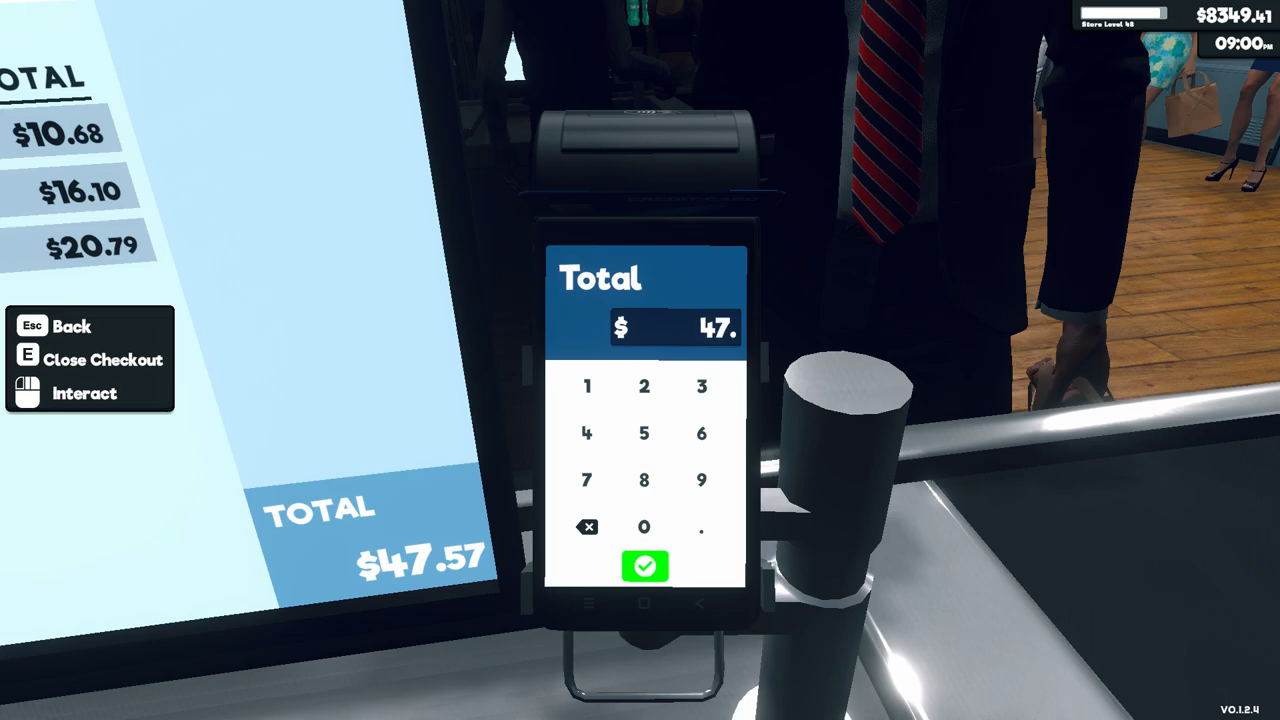 $8349.41
Store Level 48
09:00PM
OTAL
$10.68
$16.10
$20.79
Esc Back
E Close Checkout
Interact
TOTAL
$47.57
Total
$ 47.
1 2 3
4 5 6
7 8 9
0 .
V0.1.2.4